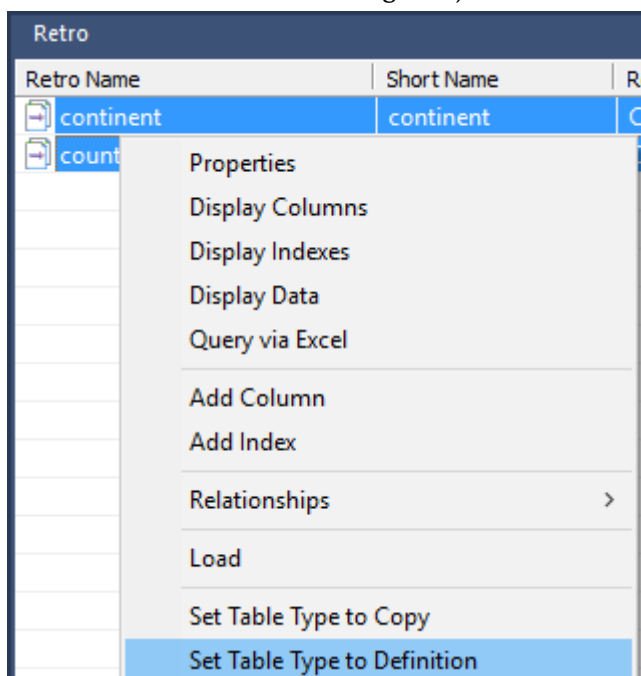 Retro
Retro Name Short Name R
continent continent C
count
Properties
Display Columns
Display Indexes
Display Data
Query via Excel
Add Column
Add Index
Relationships >
Load
Set Table Type to Copy
Set Table Type to Definition